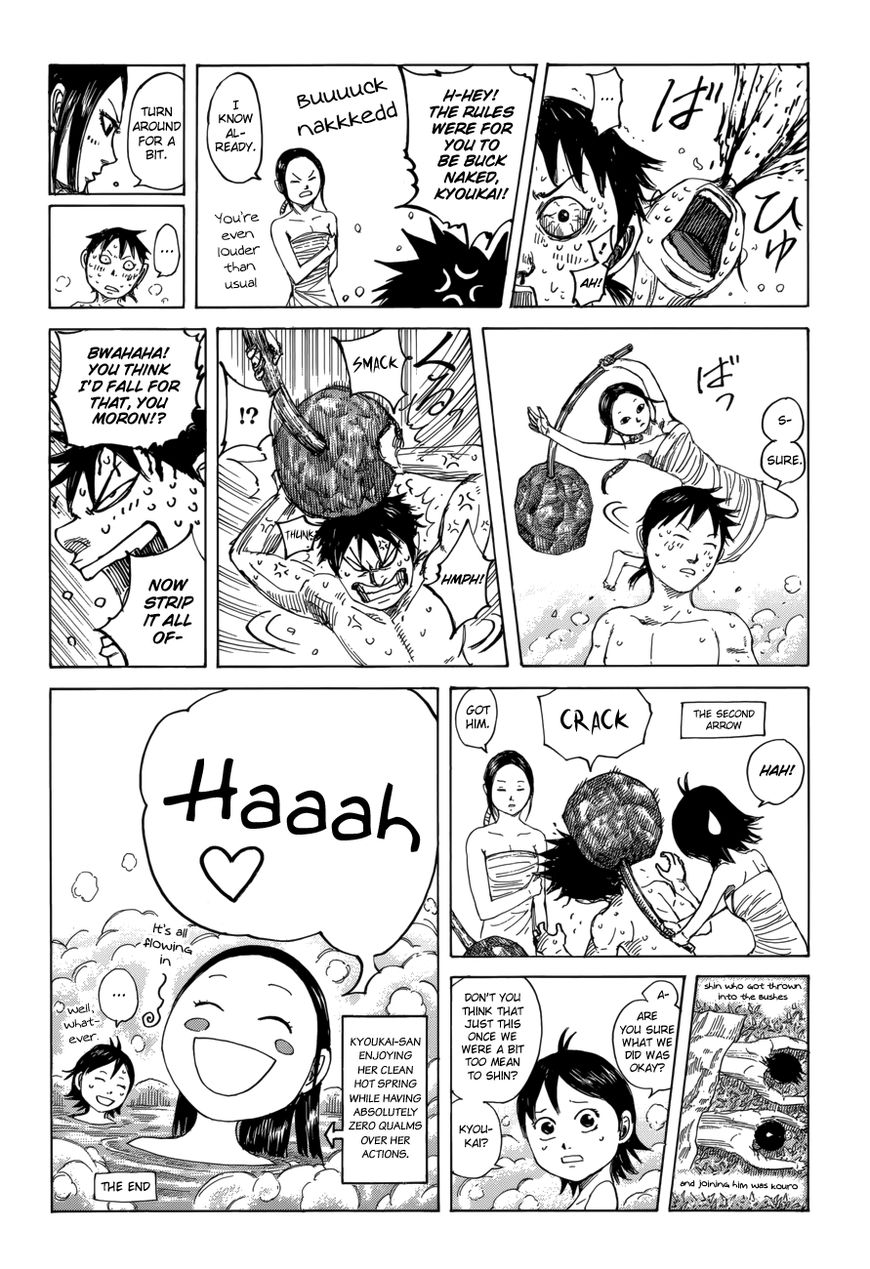 ばひゅ
...
!
AH!
H-HEY!
THE RULES
WERE FOR
YOU TO
BE BUCK
NAKED,
KYOUKAI!
BUUUUCK
NAKKKEDD
I
KNOW
AL-
READY.
You're
even
louder
than
usual
TURN
AROUND
FOR A
BIT.
...
ばっ
S-
SURE.
SMACK
!?
THUNK
HMPH!
BWAHAHA!
YOU THINK
I'D FALL FOR
THAT, YOU
MORON!?
NOW
STRIP
IT ALL
OF-
THE SECOND
ARROW
HAH!
CRACK
GOT
HIM.
shin who got thrown
into the bushes
and joining him was kouro
A-
ARE YOU
SURE
WHAT WE
DID WAS
OKAY?
DON'T YOU
THINK THAT
JUST THIS
ONCE WE
WERE A BIT
TOO MEAN
TO SHIN?
KYOU-
KAI?
Haaah
♡
It's all
flowing
in
...
well,
what-
ever.
KYOUKAI-SAN
ENJOYING
HER CLEAN
HOT SPRING
WHILE HAVING
ABSOLUTELY
ZERO QUALMS
OVER HER
ACTIONS.
THE END